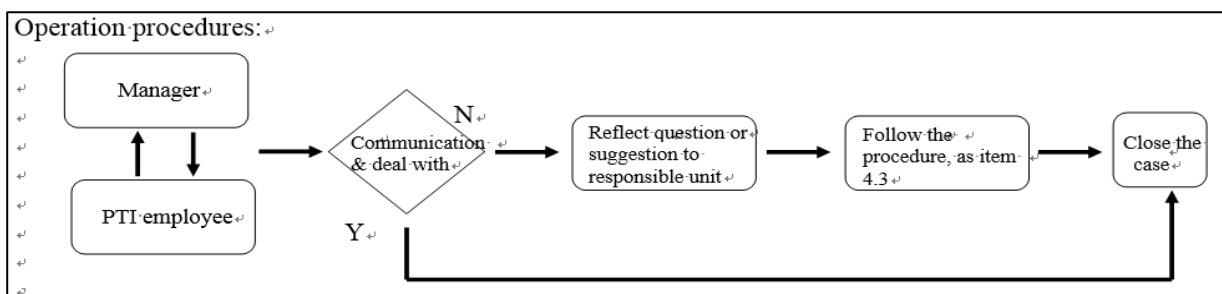 Operation procedures:
Manager
PTI employee
Communication
& deal with
N
Y
Reflect question or
suggestion to
responsible unit
Follow the
procedure, as item
4.3
Close the
case